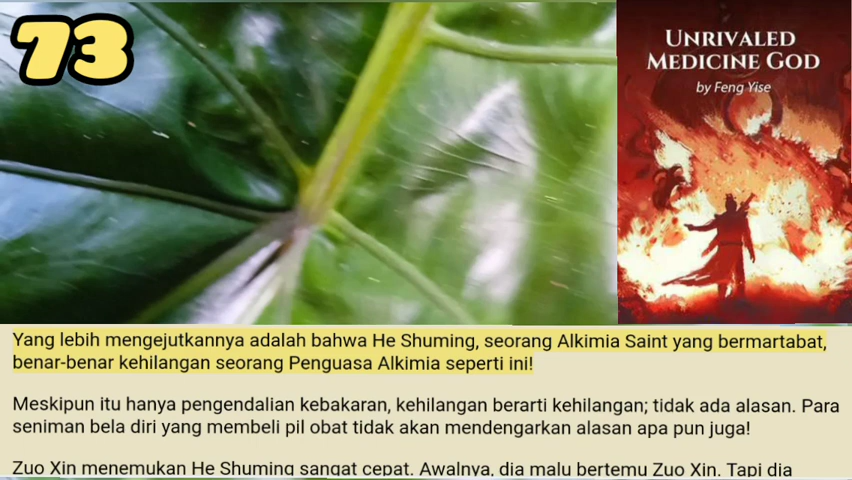 73
UNRIVALED
MEDICINE GOD
by Feng Yise
Yang lebih mengejutkannya adalah bahwa He Shuming, seorang Alkimia Saint yang bermartabat,
benar-benar kehilangan seorang Penguasa Alkimia seperti ini!
Meskipun itu hanya pengendalian kebakaran, kehilangan berarti kehilangan; tidak ada alasan. Para
seniman bela diri yang membeli pil obat tidak akan mendengarkan alasan apa pun juga!
Zuo Xin menemukan He Shuming sangat cepat. Awalnya, dia malu bertemu Zuo Xin. Tapi dia